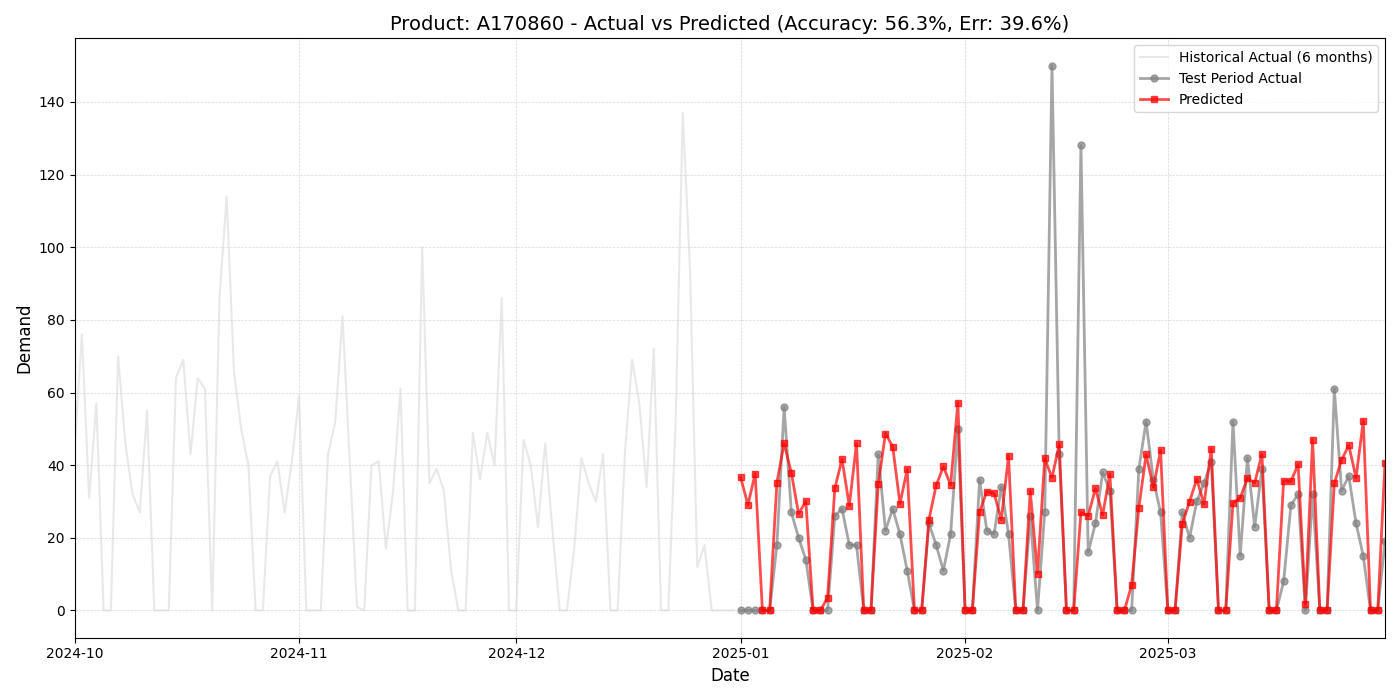 Product: A170860 - Actual vs Predicted (Accuracy: 56.3%, Err: 39.6%)
Historical Actual (6 months)
Test Period Actual
Predicted
Demand
140
120
100
80
60
40
20
0
2024-10
2024-11
2024-12
2025-01
2025-02
2025-03
Date